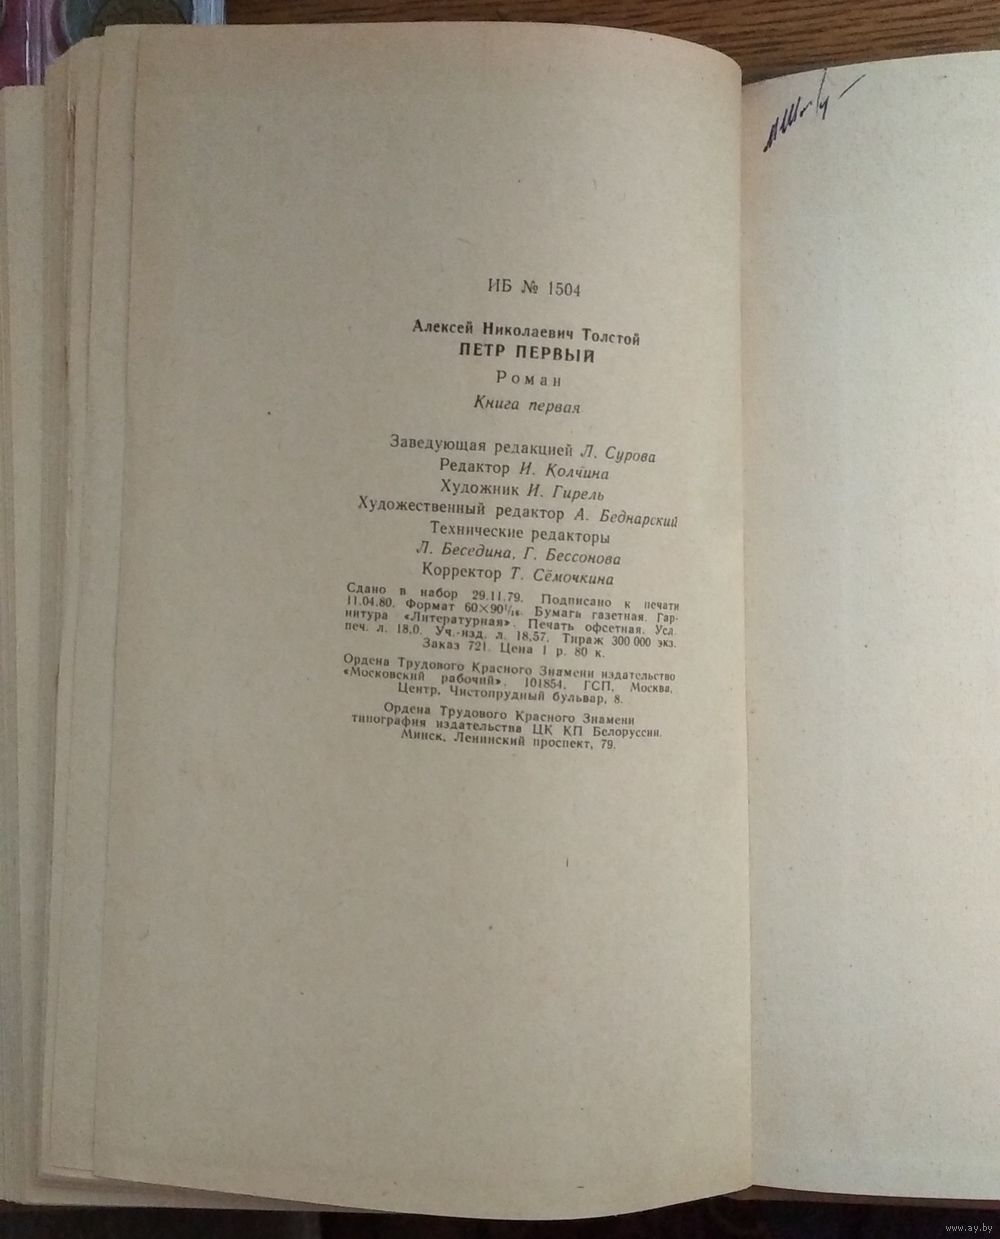 ИБ № 1504
Алексей Николаевич Толстой
ПЕТР ПЕРВЫЙ
Роман
Книга первая
Заведующая редакцией Л. Сурова
Редактор И. Колчина
Художник И. Гирель
Художественный редактор А. Беднарский
Технические редакторы
Л. Беседина, Г. Бессонова
Корректор Т. Сёмочкина
Сдано в набор 29.11.79. Подписано к печати
11.04.80. Формат 60×90¹/₁₆. Бумага газетная. Гар-
нитура «Литературная». Печать офсетная. Усл.
печ. л. 18,0. Уч.-изд. л. 18,57. Тираж 300 000 экз.
Заказ 721. Цена 1 р. 80 к.
Ордена Трудового Красного Знамени издательство
«Московский рабочий», 101854, ГСП, Москва,
Центр, Чистопрудный бульвар, 8.
Ордена Трудового Красного Знамени
типография издательства ЦК КП Белоруссии.
Минск, Ленинский проспект, 79.
www.ay.by